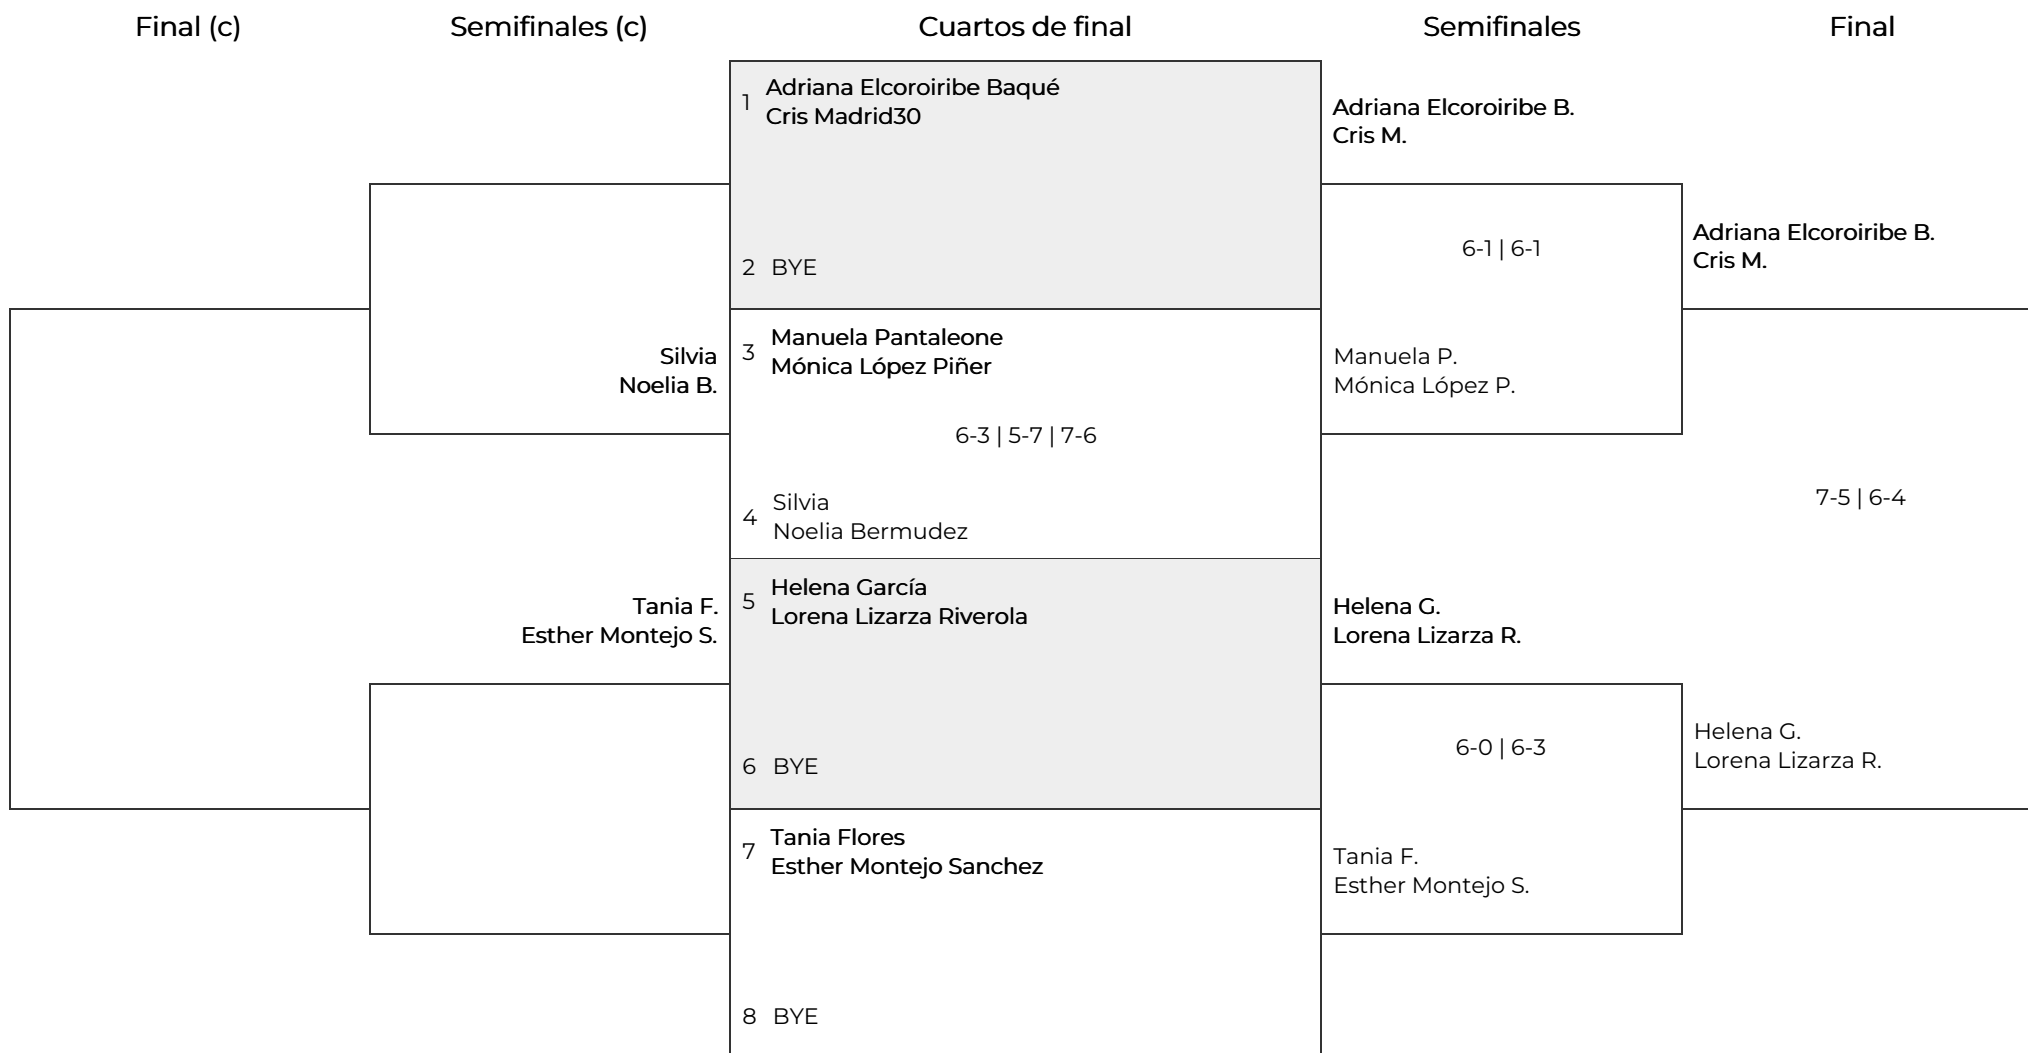 Final (c)
Semifinales (c)
Cuartos de final
Semifinales
Final
Silvia
Noelia B.
Tania F.
Esther Montejo S.
1
Adriana Elcoroiribe Baqué
Cris Madrid30
2 BYE
3
Manuela Pantaleone
Mónica López Piñer
6-3 | 5-7 | 7-6
4
Silvia
Noelia Bermudez
5
Helena García
Lorena Lizarza Riverola
6 BYE
7
Tania Flores
Esther Montejo Sanchez
8 BYE
Adriana Elcoroiribe B.
Cris M.
6-1 | 6-1
Manuela P.
Mónica López P.
Helena G.
Lorena Lizarza R.
6-0 | 6-3
Tania F.
Esther Montejo S.
Adriana Elcoroiribe B.
Cris M.
7-5 | 6-4
Helena G.
Lorena Lizarza R.